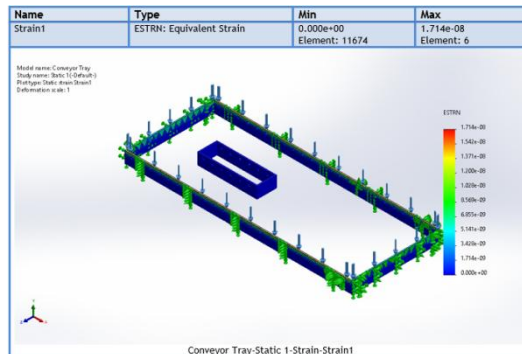 Name Type Min Max
Strain1 ESTRN: Equivalent Strain 0.000e+00 1.714e-08
Element: 11674 Element: 6
Model name: Conveyor Tray
Study name: Static 1(-Default-)
Plot type: Static strain Strain1
Deformation scale: 1
ESTRN
1.714e-08
1.542e-08
1.371e-08
1.200e-08
1.028e-08
8.569e-09
6.855e-09
5.141e-09
3.428e-09
1.714e-09
0.000e+00
Conveyor Tray-Static 1-Strain-Strain1